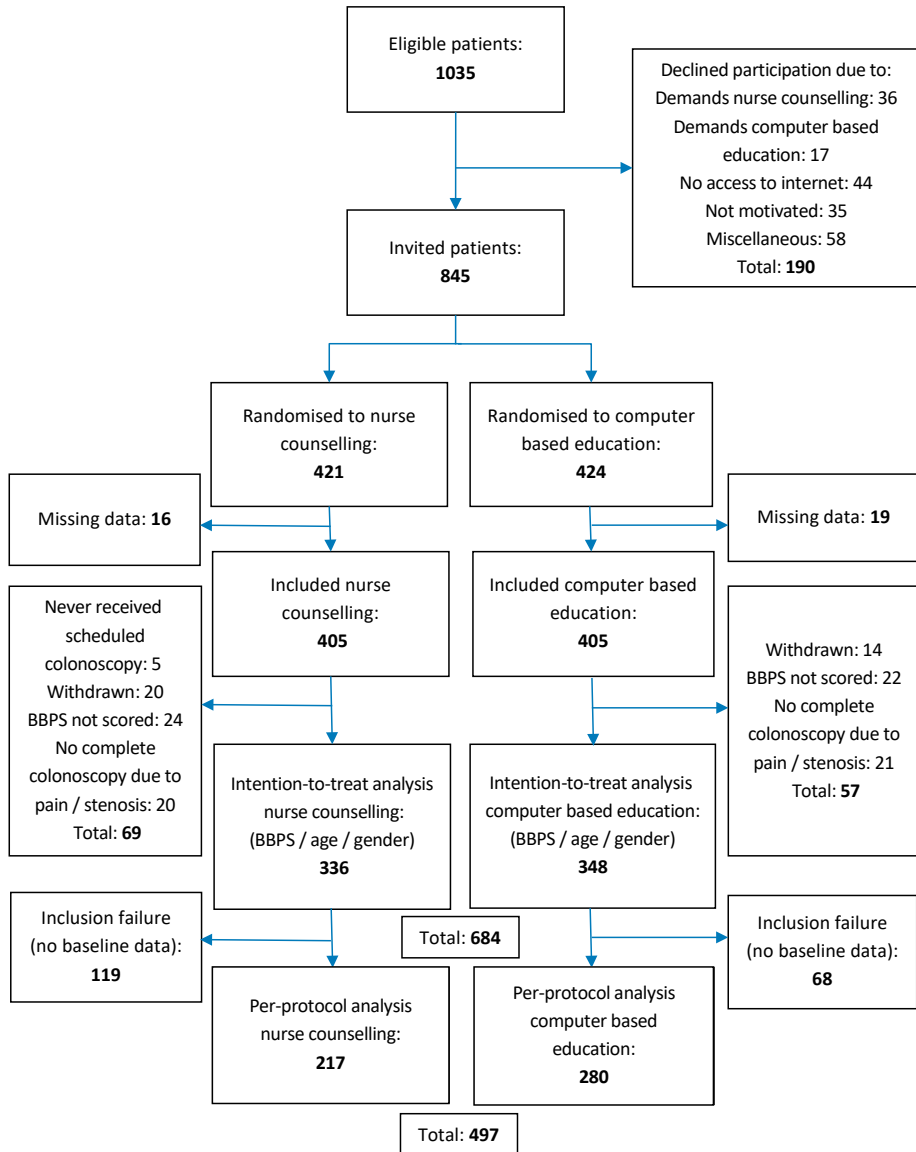 Eligible patients:
1035
Declined participation due to:
Demands nurse counselling: 36
Demands computer based
education: 17
No access to internet: 44
Not motivated: 35
Miscellaneous: 58
Total: 190
Invited patients:
845
Randomised to nurse
counselling:
421
Randomised to computer
based education:
424
Missing data: 16
Missing data: 19
Included nurse
counselling:
405
Included computer based
education:
405
Never received
scheduled
colonoscopy: 5
Withdrawn: 20
BBPS not scored: 24
No complete
colonoscopy due to
pain / stenosis: 20
Total: 69
Withdrawn: 14
BBPS not scored: 22
No complete
colonoscopy due to
pain / stenosis: 21
Total: 57
Intention-to-treat analysis
nurse counselling:
(BBPS / age / gender)
336
Intention-to-treat analysis
computer based education:
(BBPS / age / gender)
348
Inclusion failure
(no baseline data):
119
Total: 684
Inclusion failure
(no baseline data):
68
Per-protocol analysis
nurse counselling:
217
Per-protocol analysis
computer based
education:
280
Total: 497